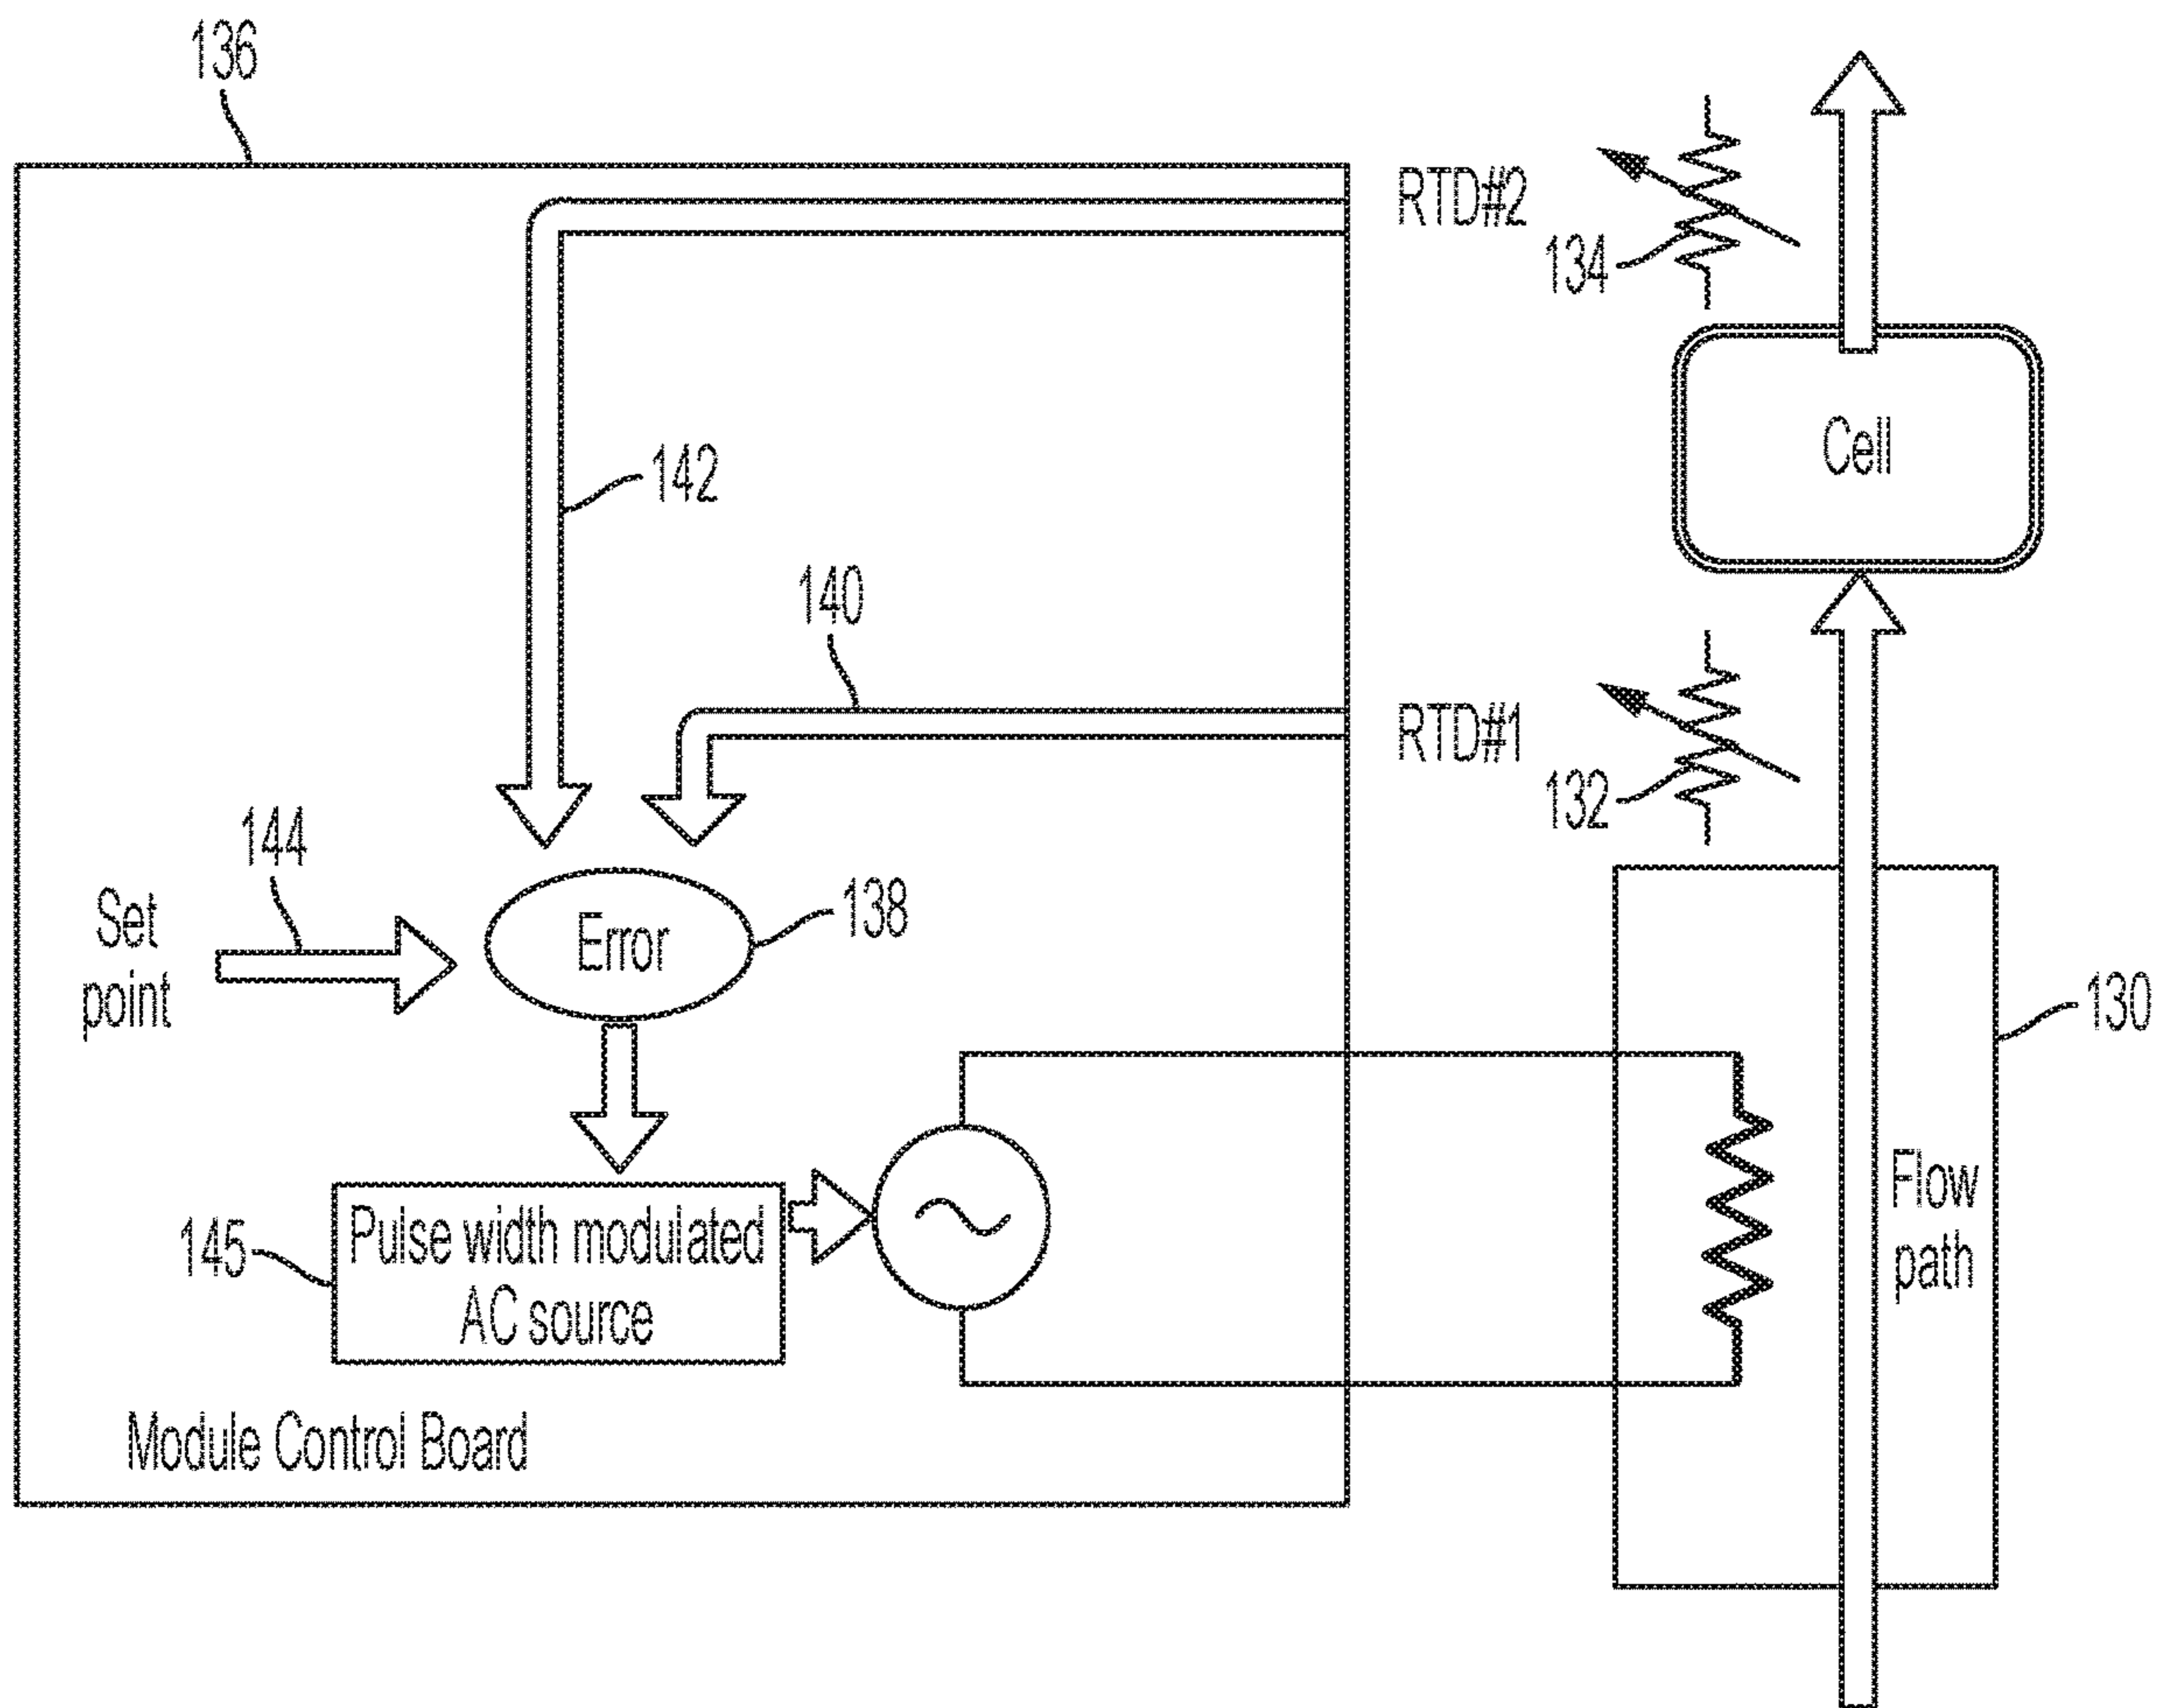 136
RTD#2
134
Cell
142
140
RTD#1
132
144
Set
point
Error
138
130
Flow
path
145
Pulse width modulated
AC source
Module Control Board